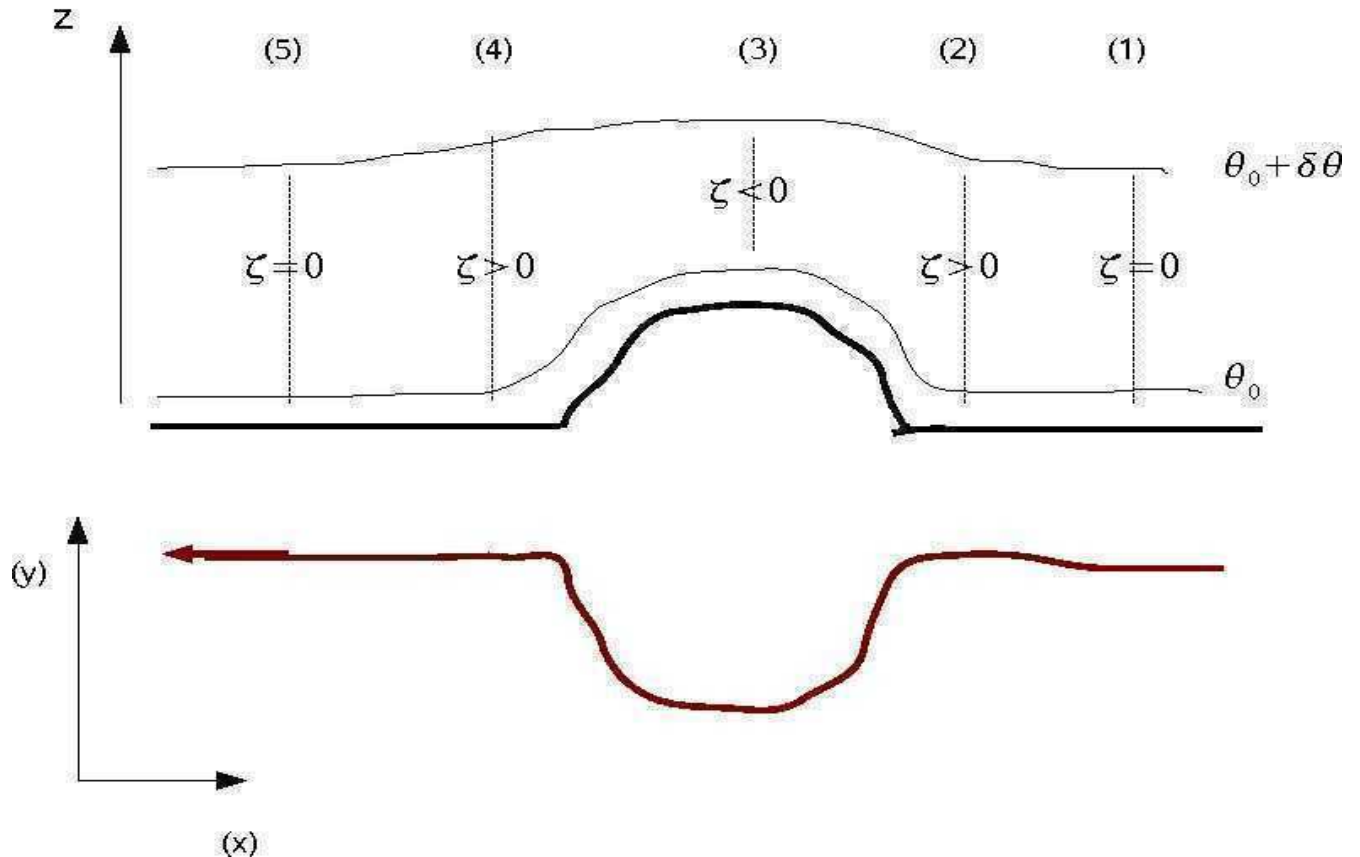 z
(5) (4) (3) (2) (1)
θ₀+δθ
ζ<0
ζ=0 ζ>0 ζ>0 ζ=0
θ₀
(y)
(x)